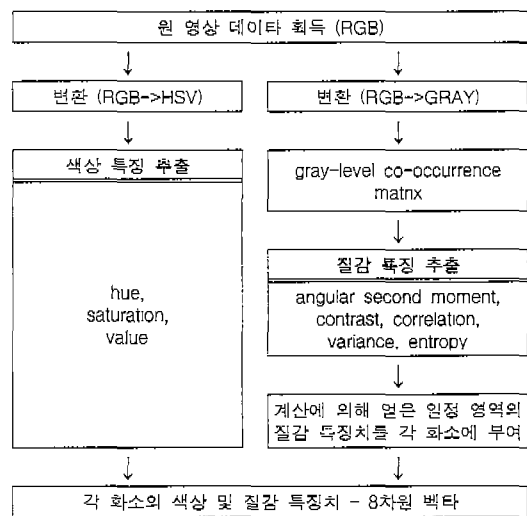 원 영상 데이타 획득 (RGB)
변환 (RGB->HSV)
변환 (RGB->GRAY)
색상 특징 추출
hue,
saturation,
value
gray-level co-occurrence
matrix
질감 특징 추출
angular second moment,
contrast, correlation,
variance, entropy
계산에 의해 얻은 일정 영역의
질감 특징치를 각 화소에 부여
각 화소의 색상 및 질감 특징치 - 8차원 벡타